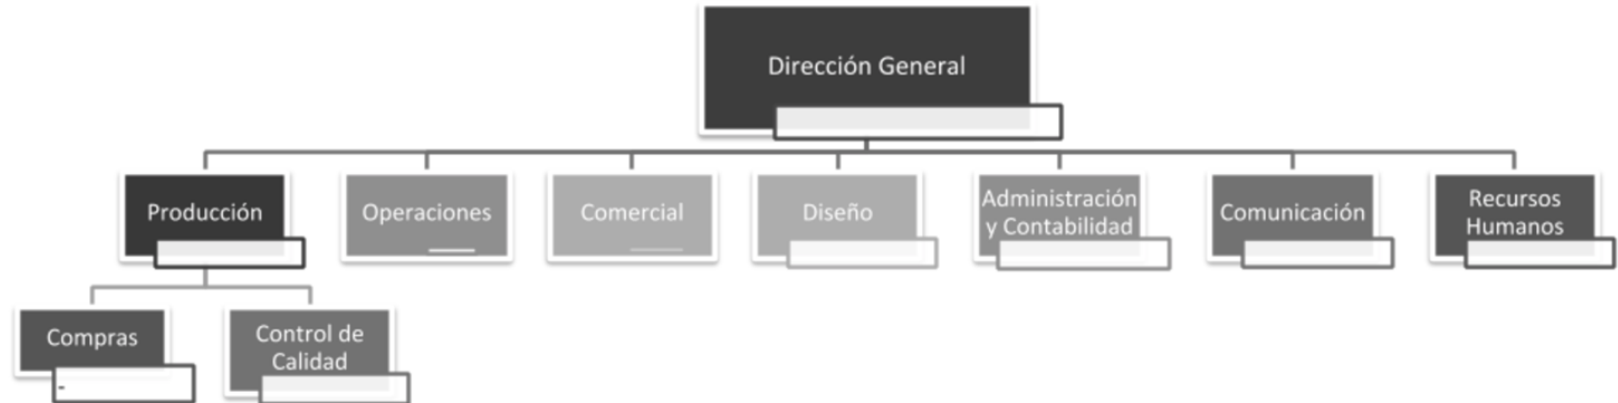 Dirección General
Producción
Operaciones
Comercial
Diseño
Administración
y Contabilidad
Comunicación
Recursos
Humanos
Compras
-
Control de
Calidad